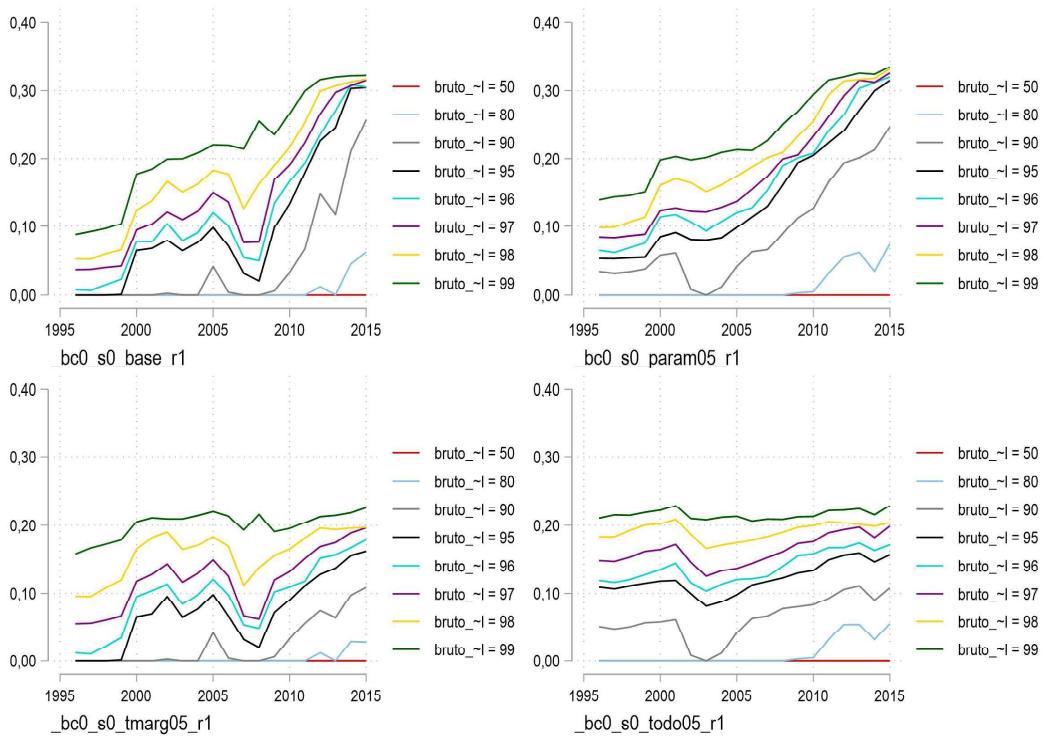 0,40
0,30
0,20
0,10
0,00
1995 2000 2005 2010 2015
bruto_~l = 50
bruto_~l = 80
bruto_~l = 90
bruto_~l = 95
bruto_~l = 96
bruto_~l = 97
bruto_~l = 98
bruto_~l = 99
_bc0_s0_base_r1
0,40
0,30
0,20
0,10
0,00
1995 2000 2005 2010 2015
bruto_~l = 50
bruto_~l = 80
bruto_~l = 90
bruto_~l = 95
bruto_~l = 96
bruto_~l = 97
bruto_~l = 98
bruto_~l = 99
_bc0_s0_param05_r1
0,40
0,30
0,20
0,10
0,00
1995 2000 2005 2010 2015
bruto_~l = 50
bruto_~l = 80
bruto_~l = 90
bruto_~l = 95
bruto_~l = 96
bruto_~l = 97
bruto_~l = 98
bruto_~l = 99
_bc0_s0_tmarg05_r1
0,40
0,30
0,20
0,10
0,00
1995 2000 2005 2010 2015
bruto_~l = 50
bruto_~l = 80
bruto_~l = 90
bruto_~l = 95
bruto_~l = 96
bruto_~l = 97
bruto_~l = 98
bruto_~l = 99
_bc0_s0_todo05_r1